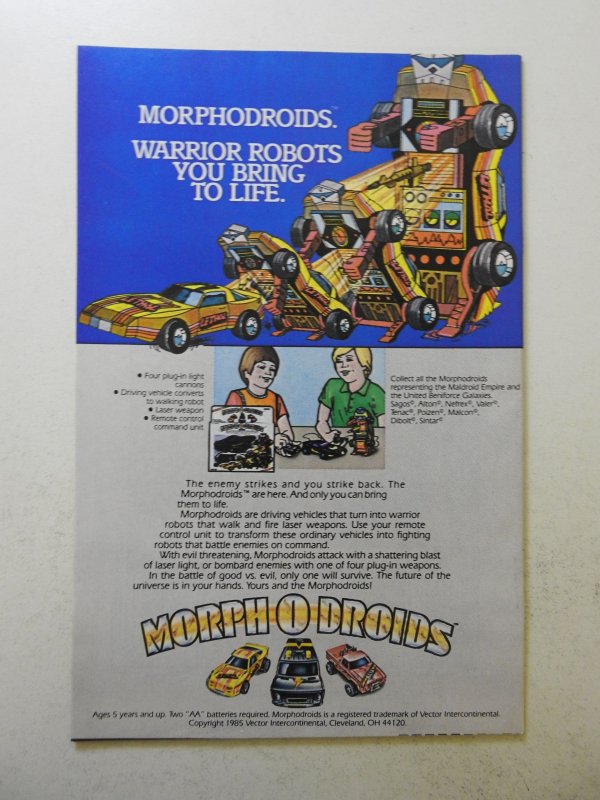 MORPHODROIDS.™
WARRIOR ROBOTS
YOU BRING
TO LIFE.
LETHOL
• Four plug-in light
cannons
• Driving vehicle converts
to walking robot
• Laser weapon
• Remote control
command unit
Collect all the Morphodroids
representing the Maldroid Empire and
the United Beniforce Galaxies.
Sagos©, Alton©, Nefrex©, Valer©,
Tenac©, Poizen©, Malcon©,
Dibolt©, Sintar©
The enemy strikes and you strike back. The
Morphodroids™ are here. And only you can bring
them to life.
Morphodroids are driving vehicles that turn into warrior
robots that walk and fire laser weapons. Use your remote
control unit to transform these ordinary vehicles into fighting
robots that battle enemies on command.
With evil threatening, Morphodroids attack with a shattering blast
of laser light, or bombard enemies with one of four plug-in weapons.
In the battle of good vs. evil, only one will survive. The future of the
universe is in your hands. Yours and the Morphodroids!
MORPH O DROIDS™
Ages 5 years and up. Two "AA" batteries required. Morphodroids is a registered trademark of Vector Intercontinental.
Copyright 1985 Vector Intercontinental, Cleveland, OH 44120.